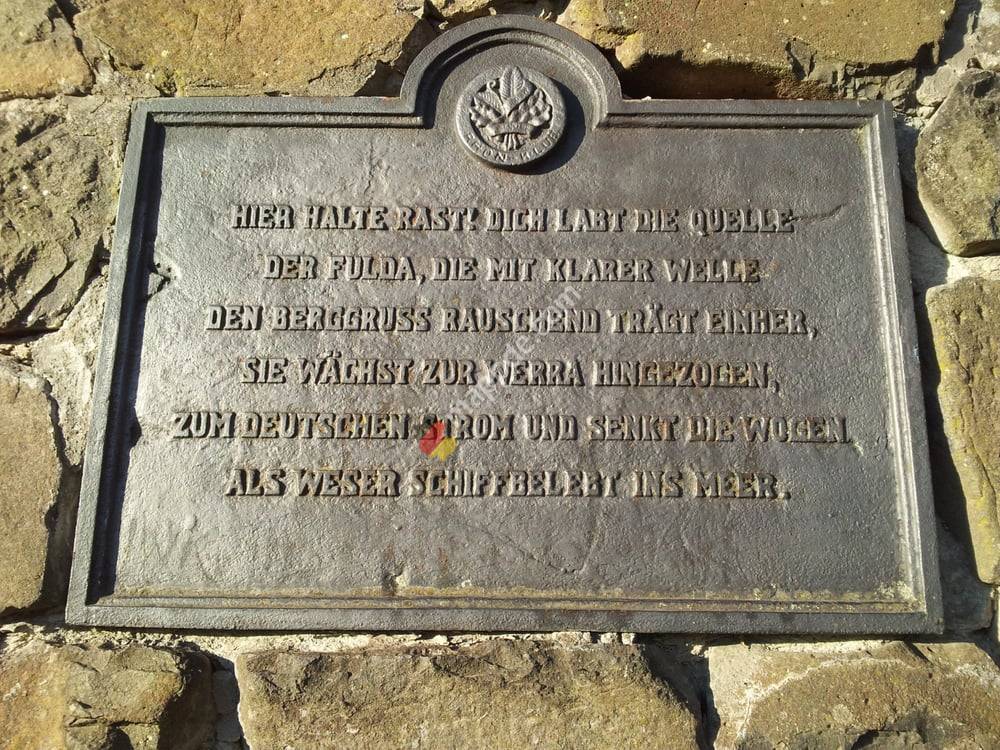 HIER HALTE RAST! DICH LABT DIE QUELLE
DER FULDA, DIE MIT KLARER WELLE
DEN BERGGRUSS RAUSCHEND TRÄGT EINHER,
SIE WÄCHST ZUR WERRA HINGEZOGEN,
ZUM DEUTSCHEN STROM UND SENKT DIE WOGEN
ALS WESER SCHIFFBELEBT INS MEER.